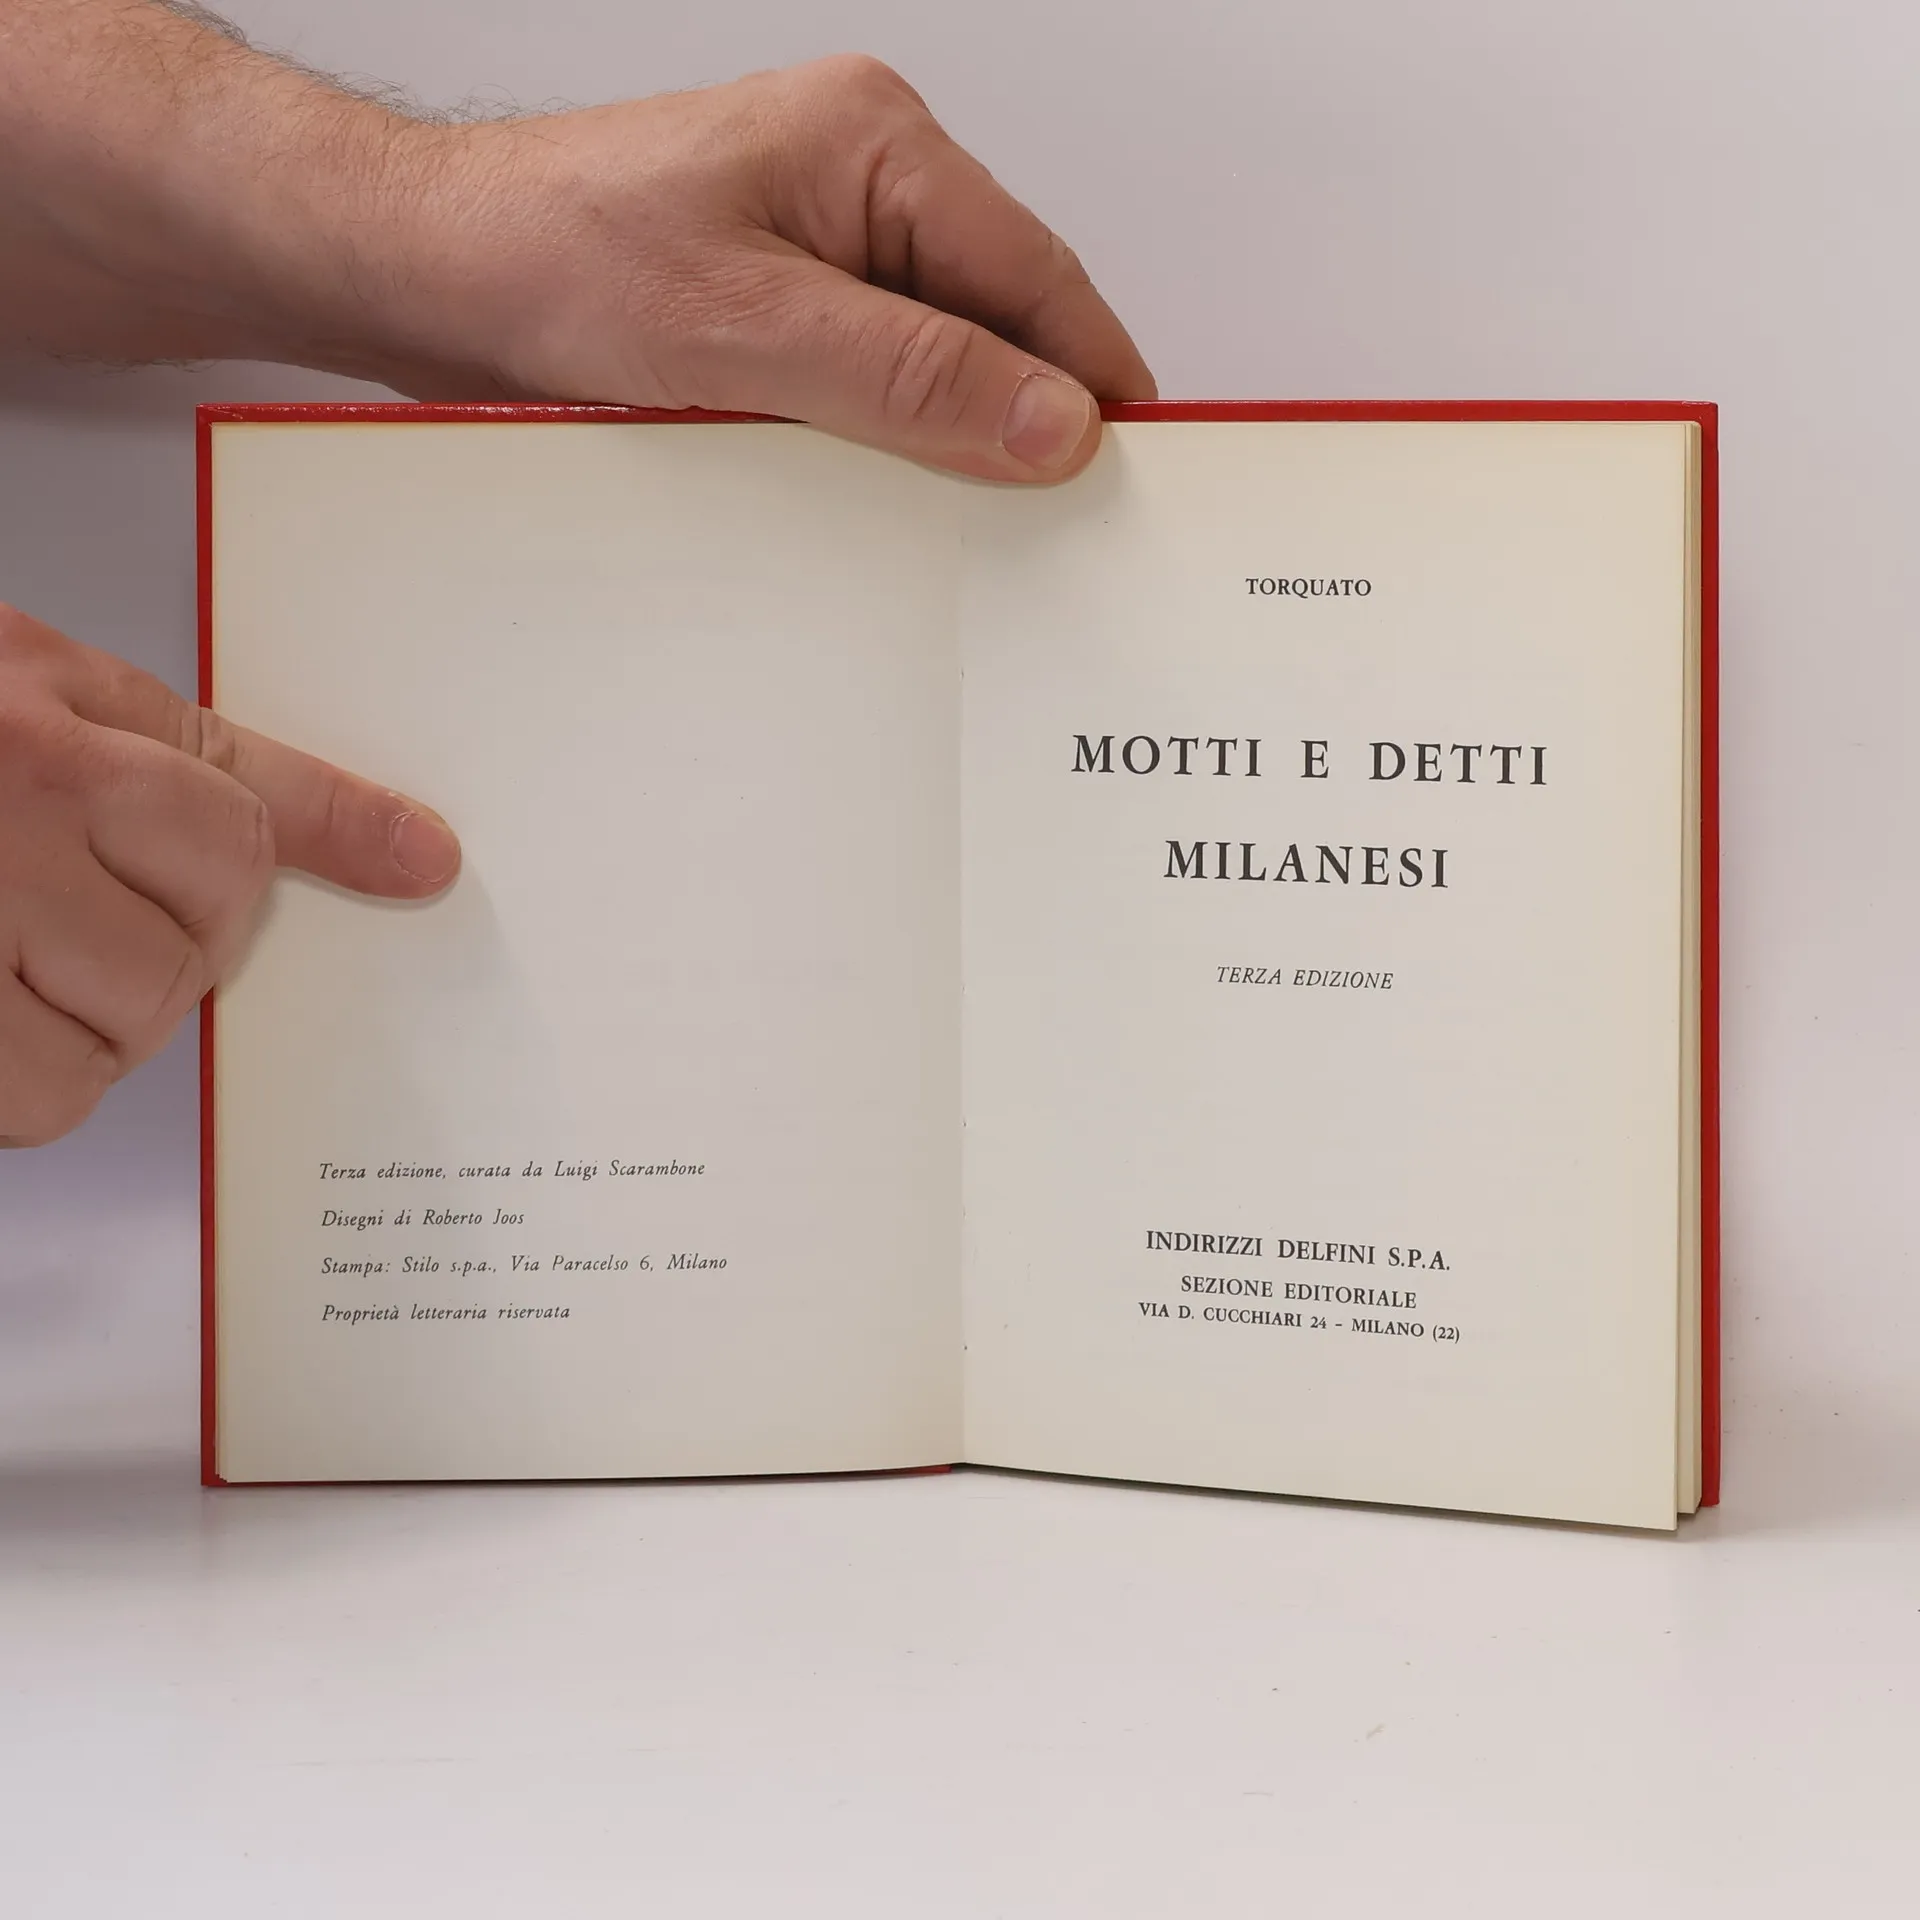 Terza edizione, curata da Luigi Scarambone
Disegni di Roberto Joos
Stampa: Stilo s.p.a., Via Paracelso 6, Milano
Proprietà letteraria riservata
TORQUATO
MOTTI E DETTI
MILANESI
TERZA EDIZIONE
INDIRIZZI DELFINI S.P.A.
SEZIONE EDITORIALE
VIA D. CUCCHIARI 24 - MILANO (22)